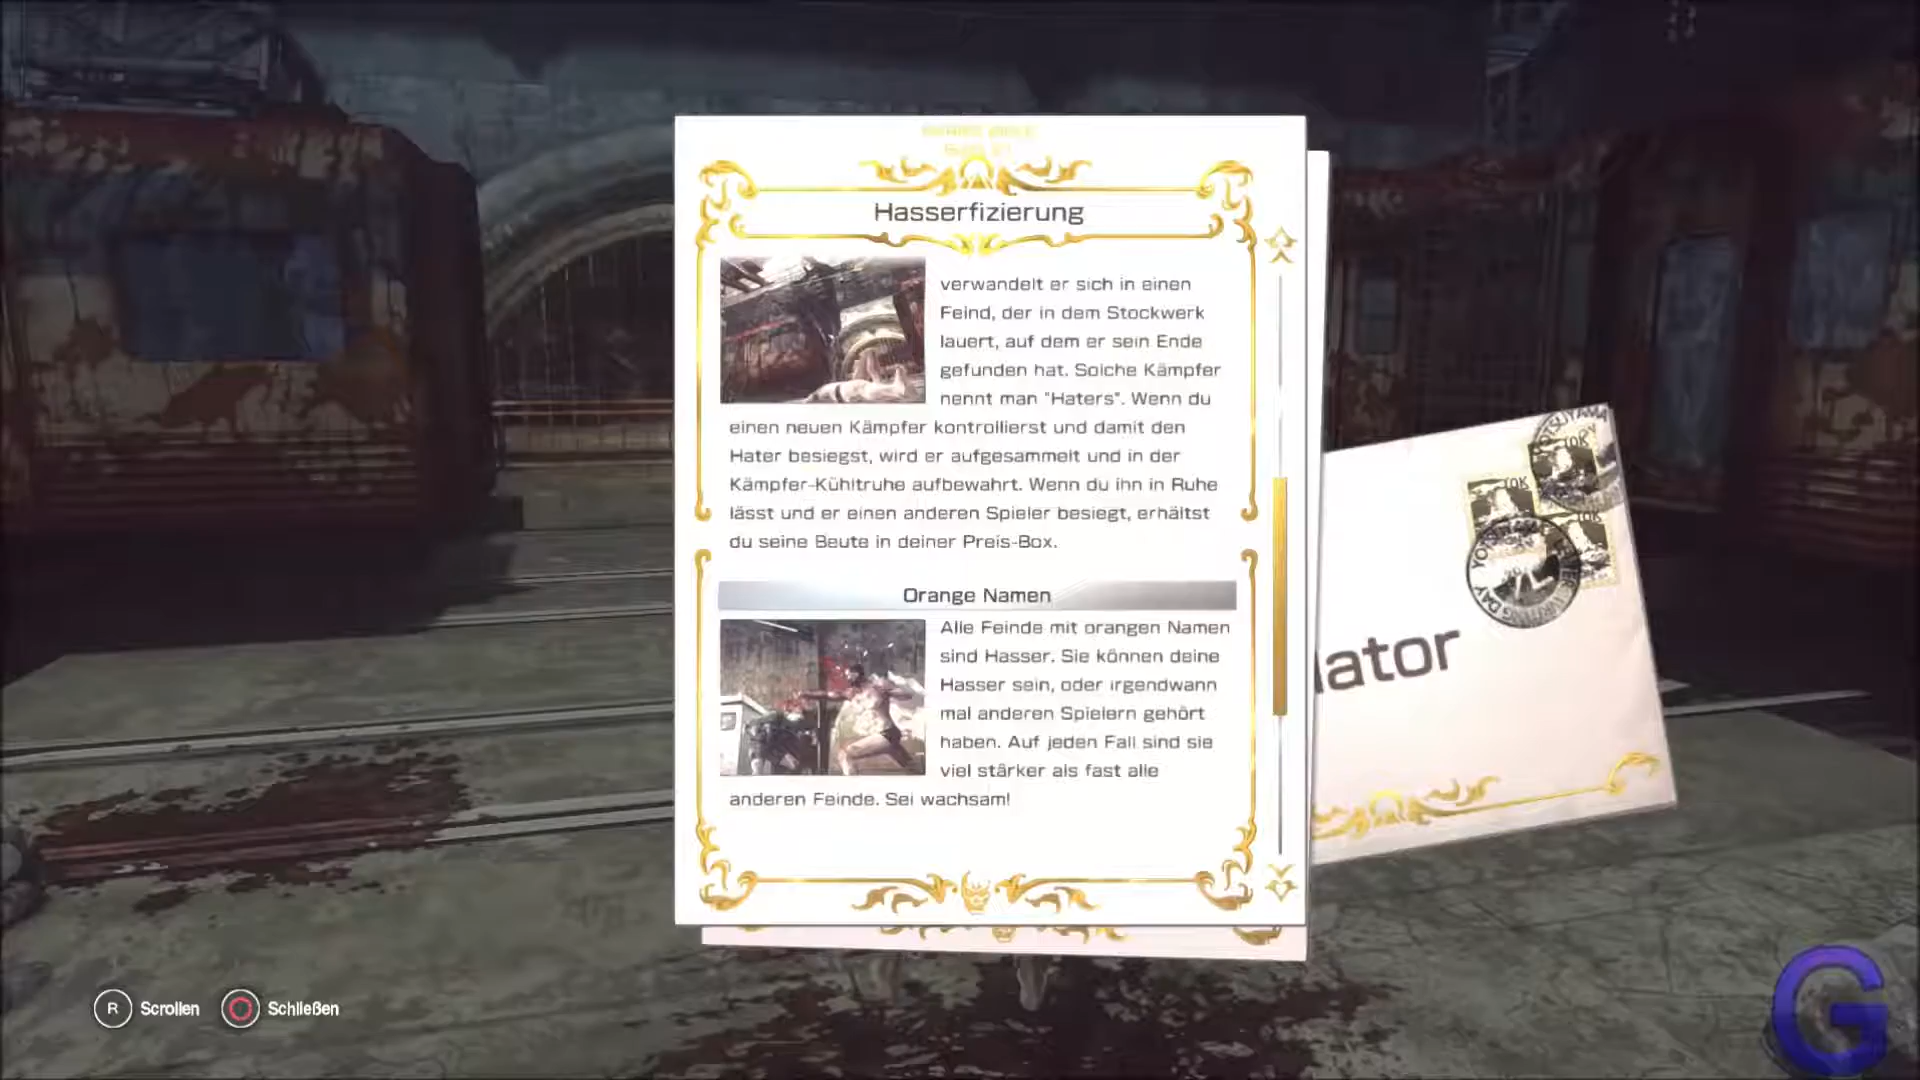 Hasserfizierung
verwandelt er sich in einen
Feind, der in dem Stockwerk
lauert, auf dem er sein Ende
gefunden hat. Solche Kämpfer
nennt man "Haters". Wenn du
einen neuen Kämpfer kontrollierst und damit den
Hater besiegst, wird er aufgesammelt und in der
Kämpfer-Kühltruhe aufbewahrt. Wenn du ihn in Ruhe
lässt und er einen anderen Spieler besiegt, erhältst
du seine Beute in deiner Preis-Box.
Orange Namen
Alle Feinde mit orangen Namen
sind Hasser. Sie können deine
Hasser sein, oder irgendwann
mal anderen Spielern gehört
haben. Auf jeden Fall sind sie
viel stärker als fast alle
anderen Feinde. Sei wachsam!
lator
10K
10K
10K
R Scrollen Schließen
G